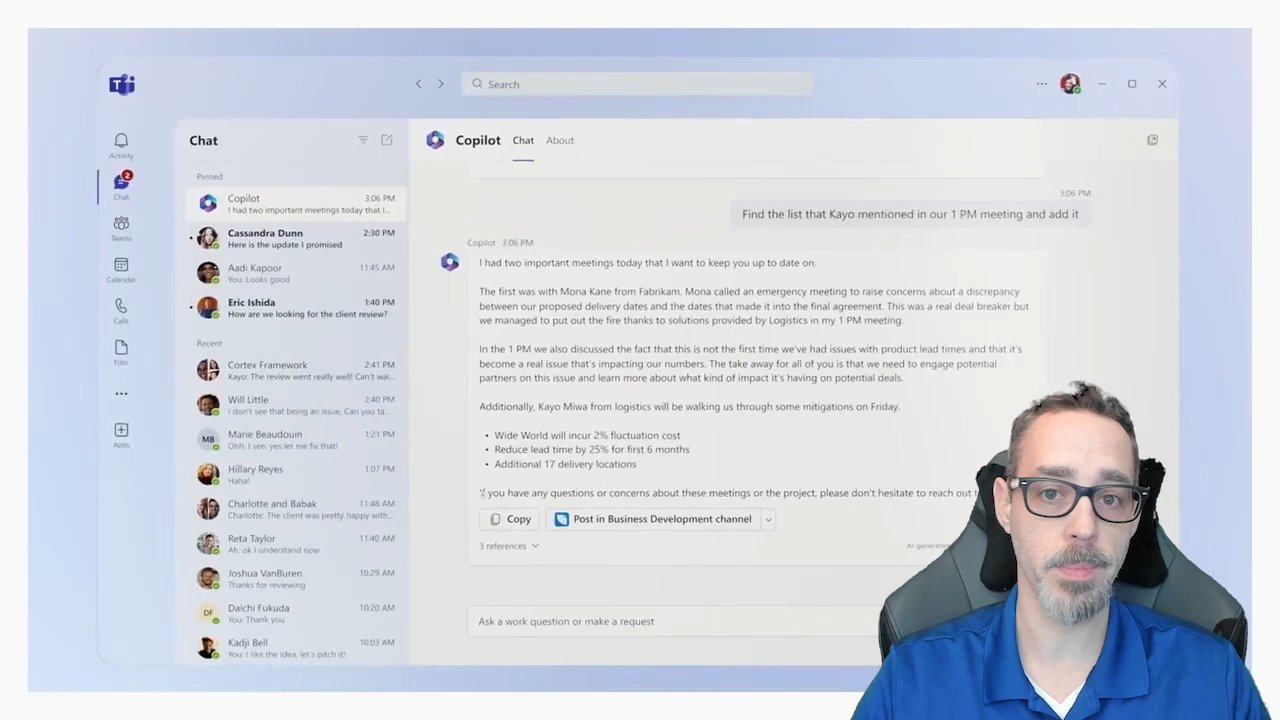 Search
Activity
2
Chat
Teams
Calendar
Calls
Files
Apps
Chat
Pinned
Copilot 3:06 PM
I had two important meetings today that I...
Cassandra Dunn 2:30 PM
Here is the update I promised
Aadi Kapoor 11:45 AM
You: Looks good
Eric Ishida 1:40 PM
How are we looking for the client review?
Recent
Cortex Framework 2:41 PM
Kayo: The review went really well! Can't wai...
Will Little 2:40 PM
I don't see that being an issue, Can you ta...
MB
Marie Beaudouin 1:21 PM
Ohh, I see, yes let me fix that!
Hillary Reyes 1:07 PM
Haha!
Charlotte and Babak 11:48 AM
Charlotte: The client was pretty happy with...
Reta Taylor 11:40 AM
Ah, ok I understand now
Joshua VanBuren 10:29 AM
Thanks for reviewing
DF
Daichi Fukuda 10:20 AM
You: Thank you
Kadji Bell 10:03 AM
You: I like the idea, let's pitch it!
Copilot Chat About
3:06 PM
Find the list that Kayo mentioned in our 1 PM meeting and add it
Copilot 3:06 PM
I had two important meetings today that I want to keep you up to date on.
The first was with Mona Kane from Fabrikam. Mona called an emergency meeting to raise concerns about a discrepancy
between our proposed delivery dates and the dates that made it into the final agreement. This was a real deal breaker but
we managed to put out the fire thanks to solutions provided by Logistics in my 1 PM meeting.
In the 1 PM we also discussed the fact that this is not the first time we've had issues with product lead times and that it's
become a real issue that's impacting our numbers. The take away for all of you is that we need to engage potential
partners on this issue and learn more about what kind of impact it's having on potential deals.
Additionally, Kayo Miwa from logistics will be walking us through some mitigations on Friday.
• Wide World will incur 2% fluctuation cost
• Reduce lead time by 25% for first 6 months
• Additional 17 delivery locations
If you have any questions or concerns about these meetings or the project, please don't hesitate to reach out
Copy
Post in Business Development channel
3 references
Ask a work question or make a request